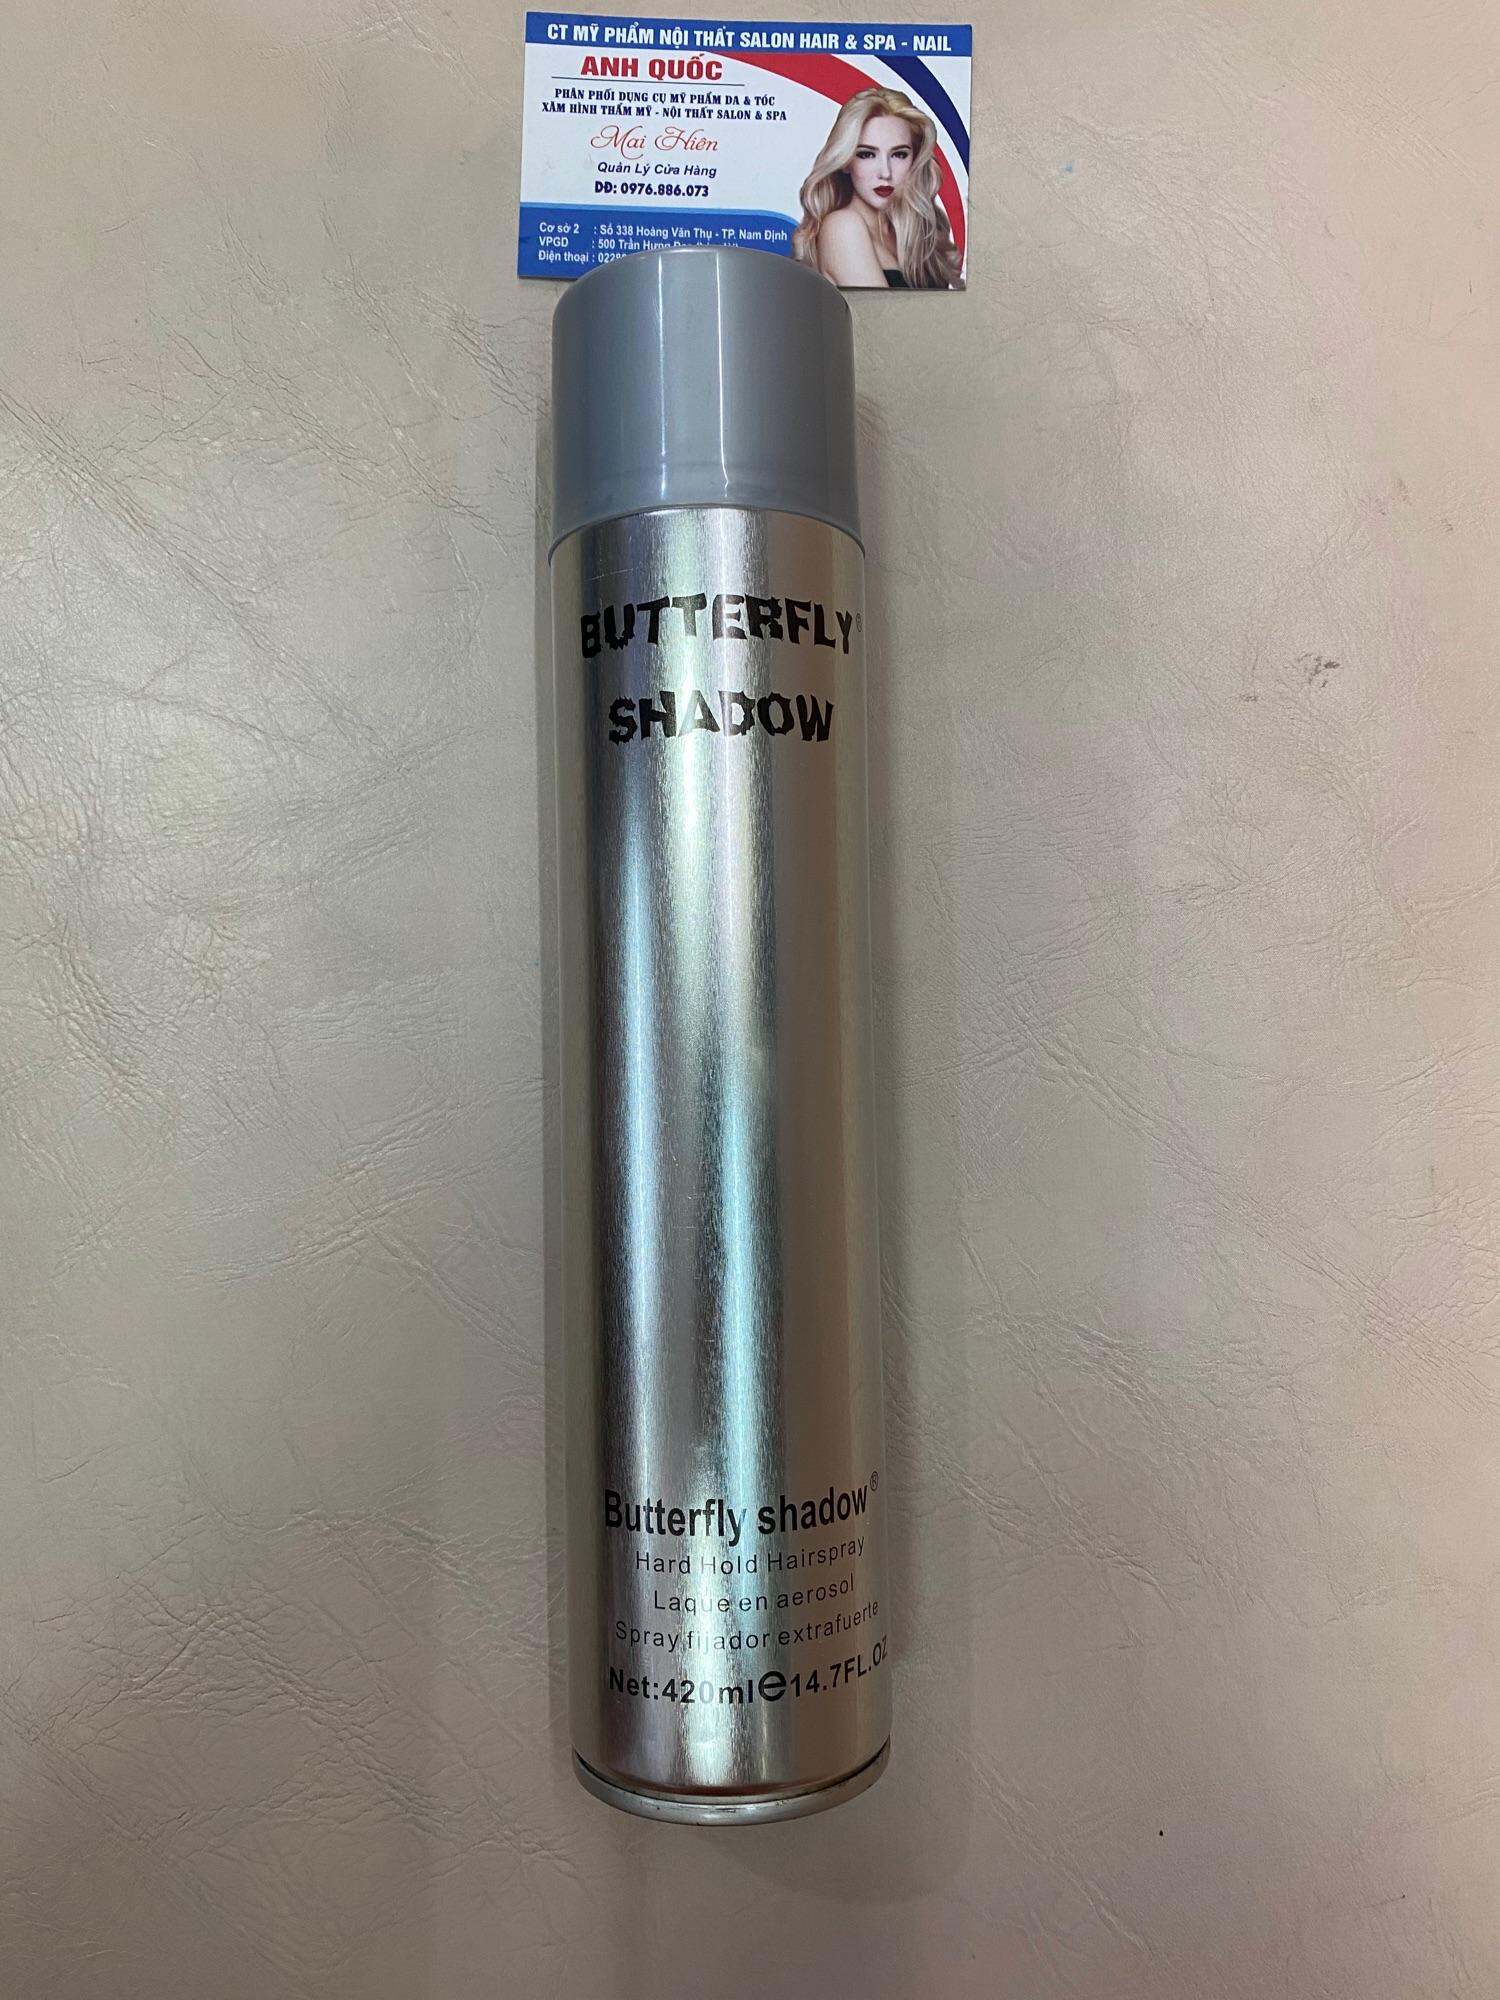 CT MỸ PHẨM NỘI THẤT SALON HAIR & SPA - NAIL
ANH QUỐC
PHÂN PHỐI DỤNG CỤ MỸ PHẨM DA & TÓC
XĂM HÌNH THẨM MỸ - NỘI THẤT SALON & SPA
Mai Hiên
Quản Lý Cửa Hàng
DĐ: 0976.886.073
Cơ sở 2 : Số 338 Hoàng Văn Thụ - TP. Nam Định
VPGD : 500 Trần Hưng
Điện thoại :
BUTTERFLY®
SHADOW
Butterfly shadow®
Hard Hold Hairspray
Laque en aerosol
Spray fijador extrafuerte
Net:420ml e 14.7FL.OZ